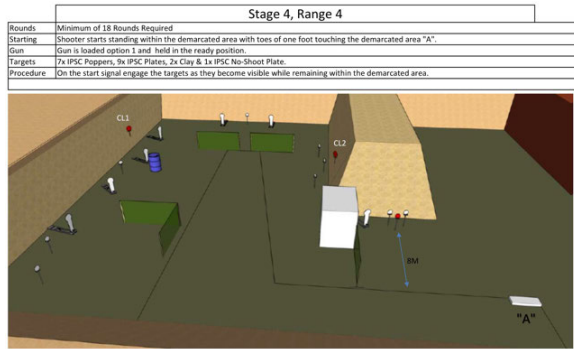 Stage 4, Range 4
Rounds Minimum of 18 Rounds Required
Starting Shooter starts standing within the demarcated area with toes of one foot touching the demarcated area "A".
Gun Gun is loaded option 1 and held in the ready position.
Targets 7x IPSC Poppers, 9x IPSC Plates, 2x Clay & 1x IPSC No-Shoot Plate.
Procedure On the start signal engage the targets as they become visible while remaining within the demarcated area.
CL1
CL2
8M
"A"